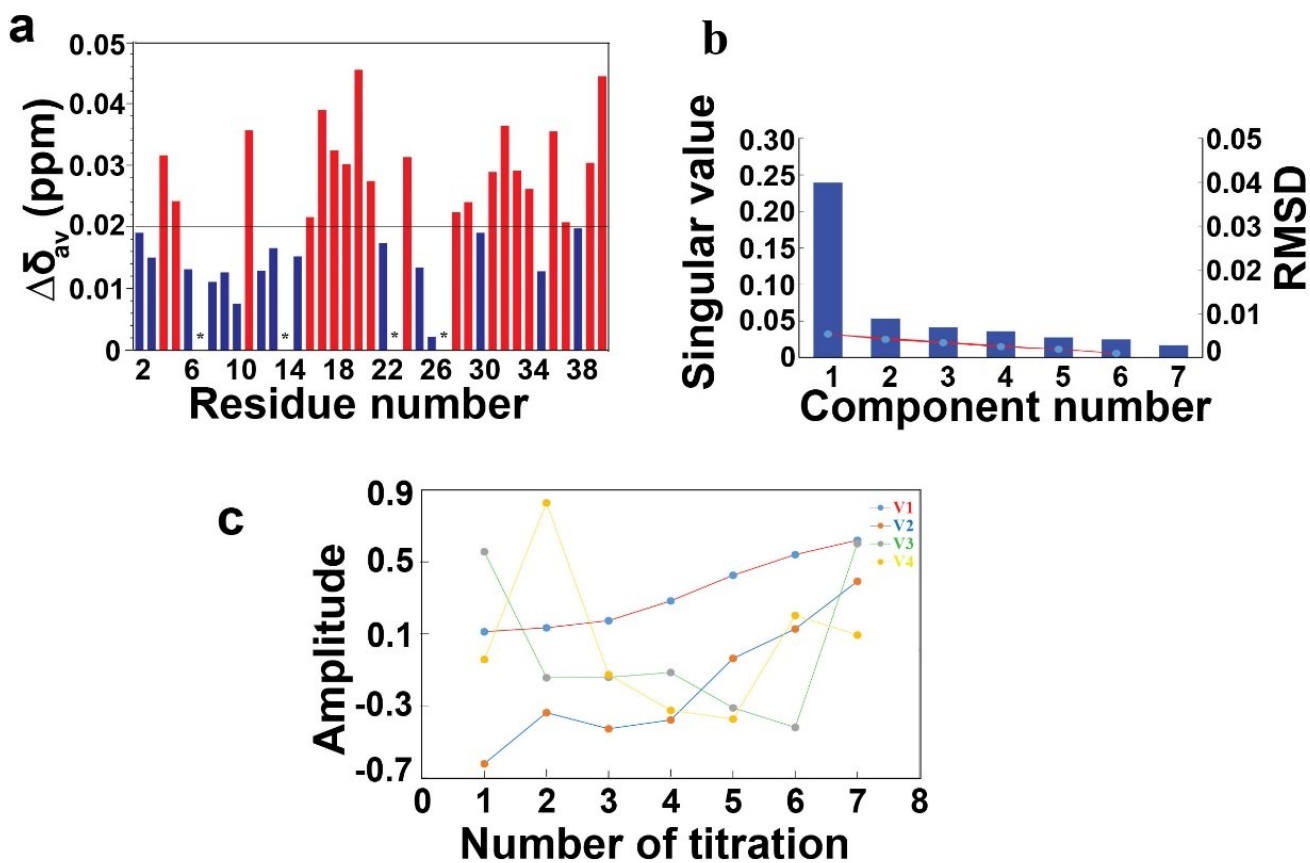 a
0.05
0.04
0.03
0.02
0.01
0
Δδav (ppm)
* * * *
2 6 10 14 18 22 26 30 34 38
Residue number
b
0.30
0.25
0.20
0.15
0.10
0.05
0
Singular value
0.05
0.04
0.03
0.02
0.01
0
RMSD
1 2 3 4 5 6 7
Component number
c
0.9
0.5
0.1
-0.3
-0.7
Amplitude
V1
V2
V3
V4
0 1 2 3 4 5 6 7 8
Number of titration